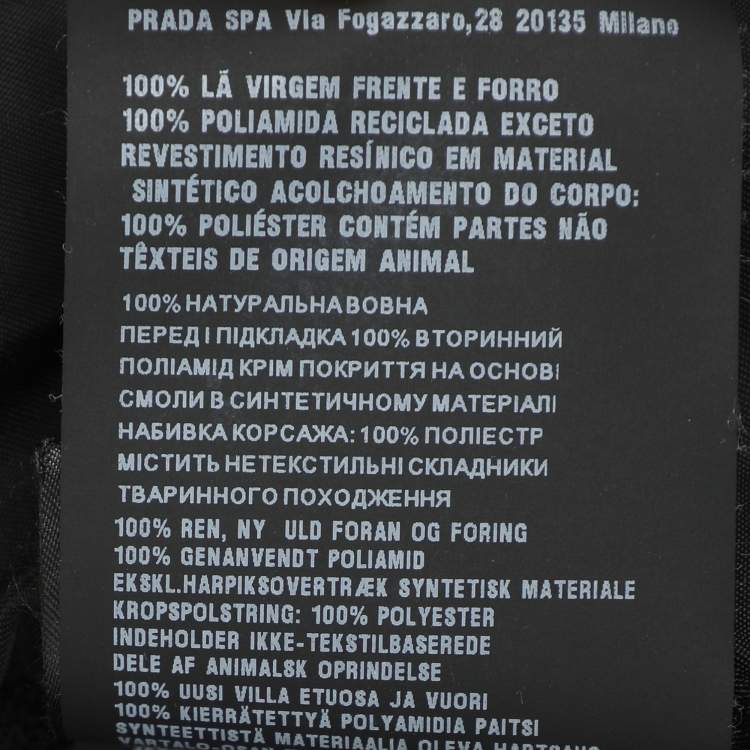 PRADA SPA Via Fogazzaro,28 20135 Milano
100% LÃ VIRGEM FRENTE E FORRO
100% POLIAMIDA RECICLADA EXCETO
REVESTIMENTO RESÍNICO EM MATERIAL
SINTÉTICO ACOLCHOAMENTO DO CORPO:
100% POLIÉSTER CONTÉM PARTES NÃO
TÊXTEIS DE ORIGEM ANIMAL
100% НАТУРАЛЬНА ВОВНА
ПЕРЕД І ПІДКЛАДКА 100% ВТОРИННИЙ
ПОЛІАМІД КРІМ ПОКРИТТЯ НА ОСНОВІ
СМОЛИ В СИНТЕТИЧНОМУ МАТЕРІАЛІ
НАБИВКА КОРСАЖА: 100% ПОЛІЕСТР
МІСТИТЬ НЕТЕКСТИЛЬНІ СКЛАДНИКИ
ТВАРИННОГО ПОХОДЖЕННЯ
100% REN, NY ULD FORAN OG FORING
100% GENANVENDT POLIAMID
EKSKL.HARPIKSOVERTRÆK SYNTETISK MATERIALE
KROPSPOLSTRING: 100% POLYESTER
INDEHOLDER IKKE-TEKSTILBASEREDE
DELE AF ANIMALSK OPRINDELSE
100% UUSI VILLA ETUOSA JA VUORI
100% KIERRÄTETTYÄ POLYAMIDIA PAITSI
SYNTEETTISTÄ MATERIAALIA OLEVA HARTSAUS